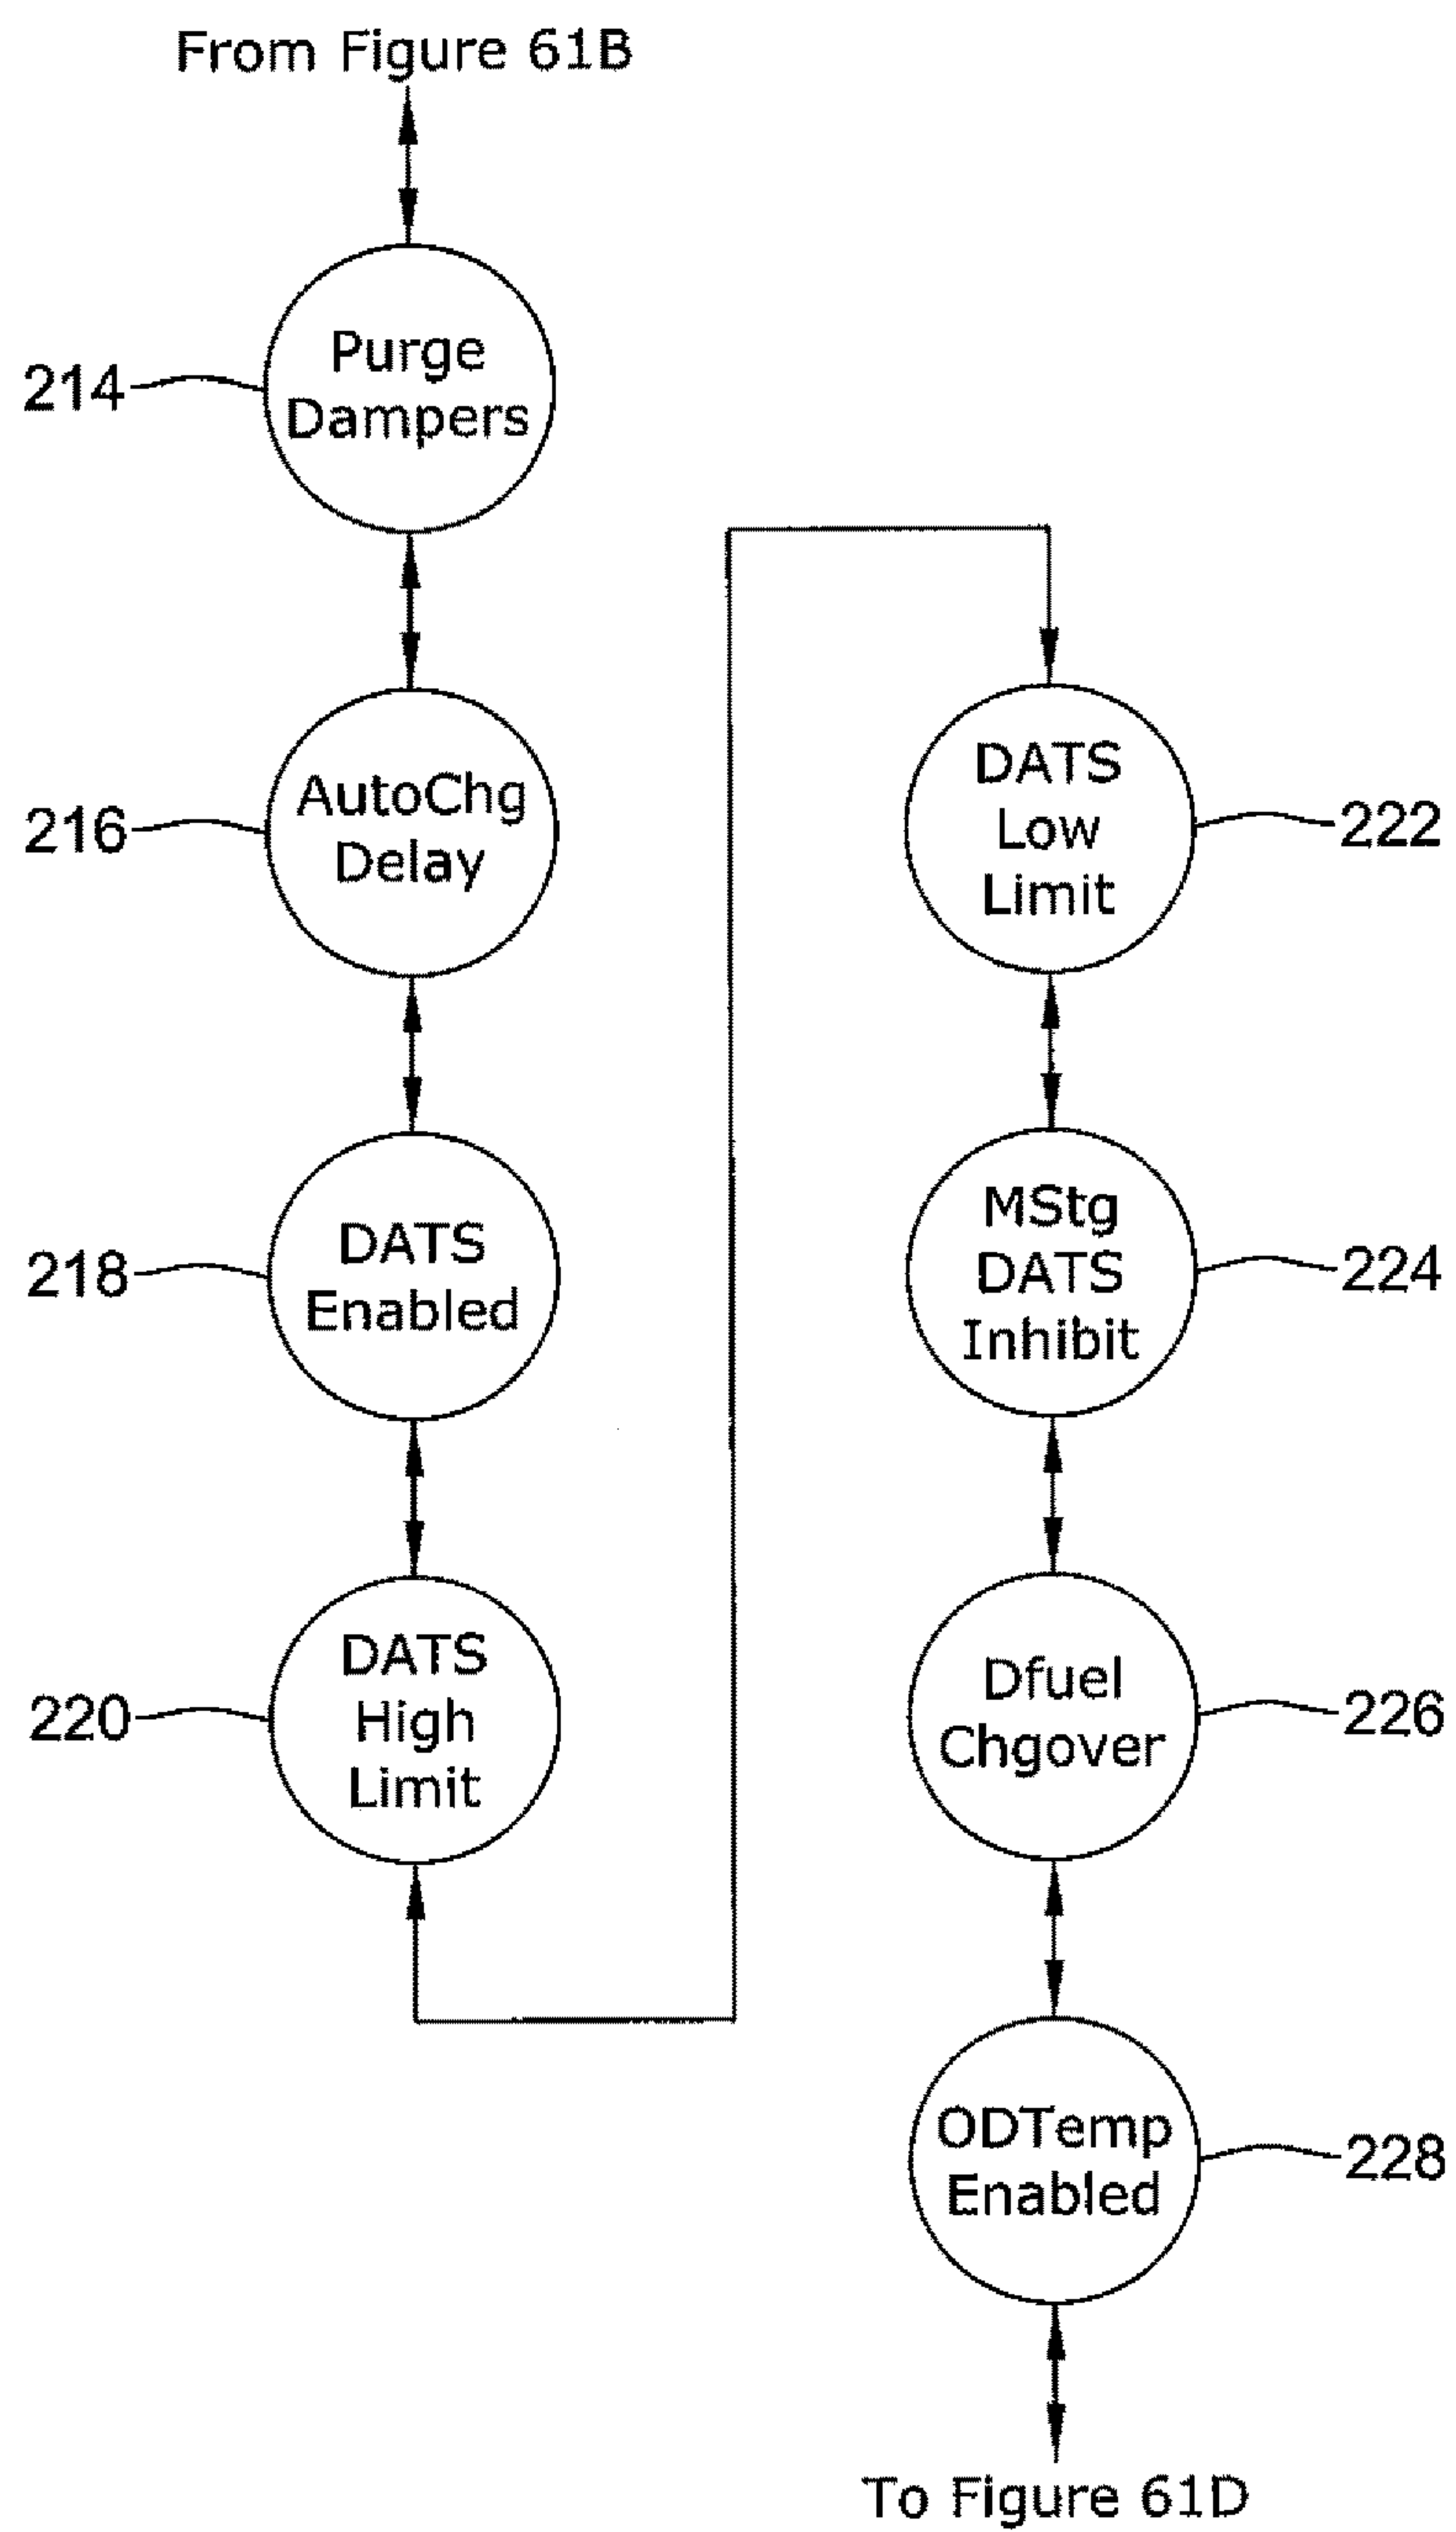 From Figure 61B
214
Purge
Dampers
216
AutoChg
Delay
218
DATS
Enabled
220
DATS
High
Limit
DATS
Low
Limit
222
MStg
DATS
Inhibit
224
Dfuel
Chgover
226
ODTemp
Enabled
228
To Figure 61D